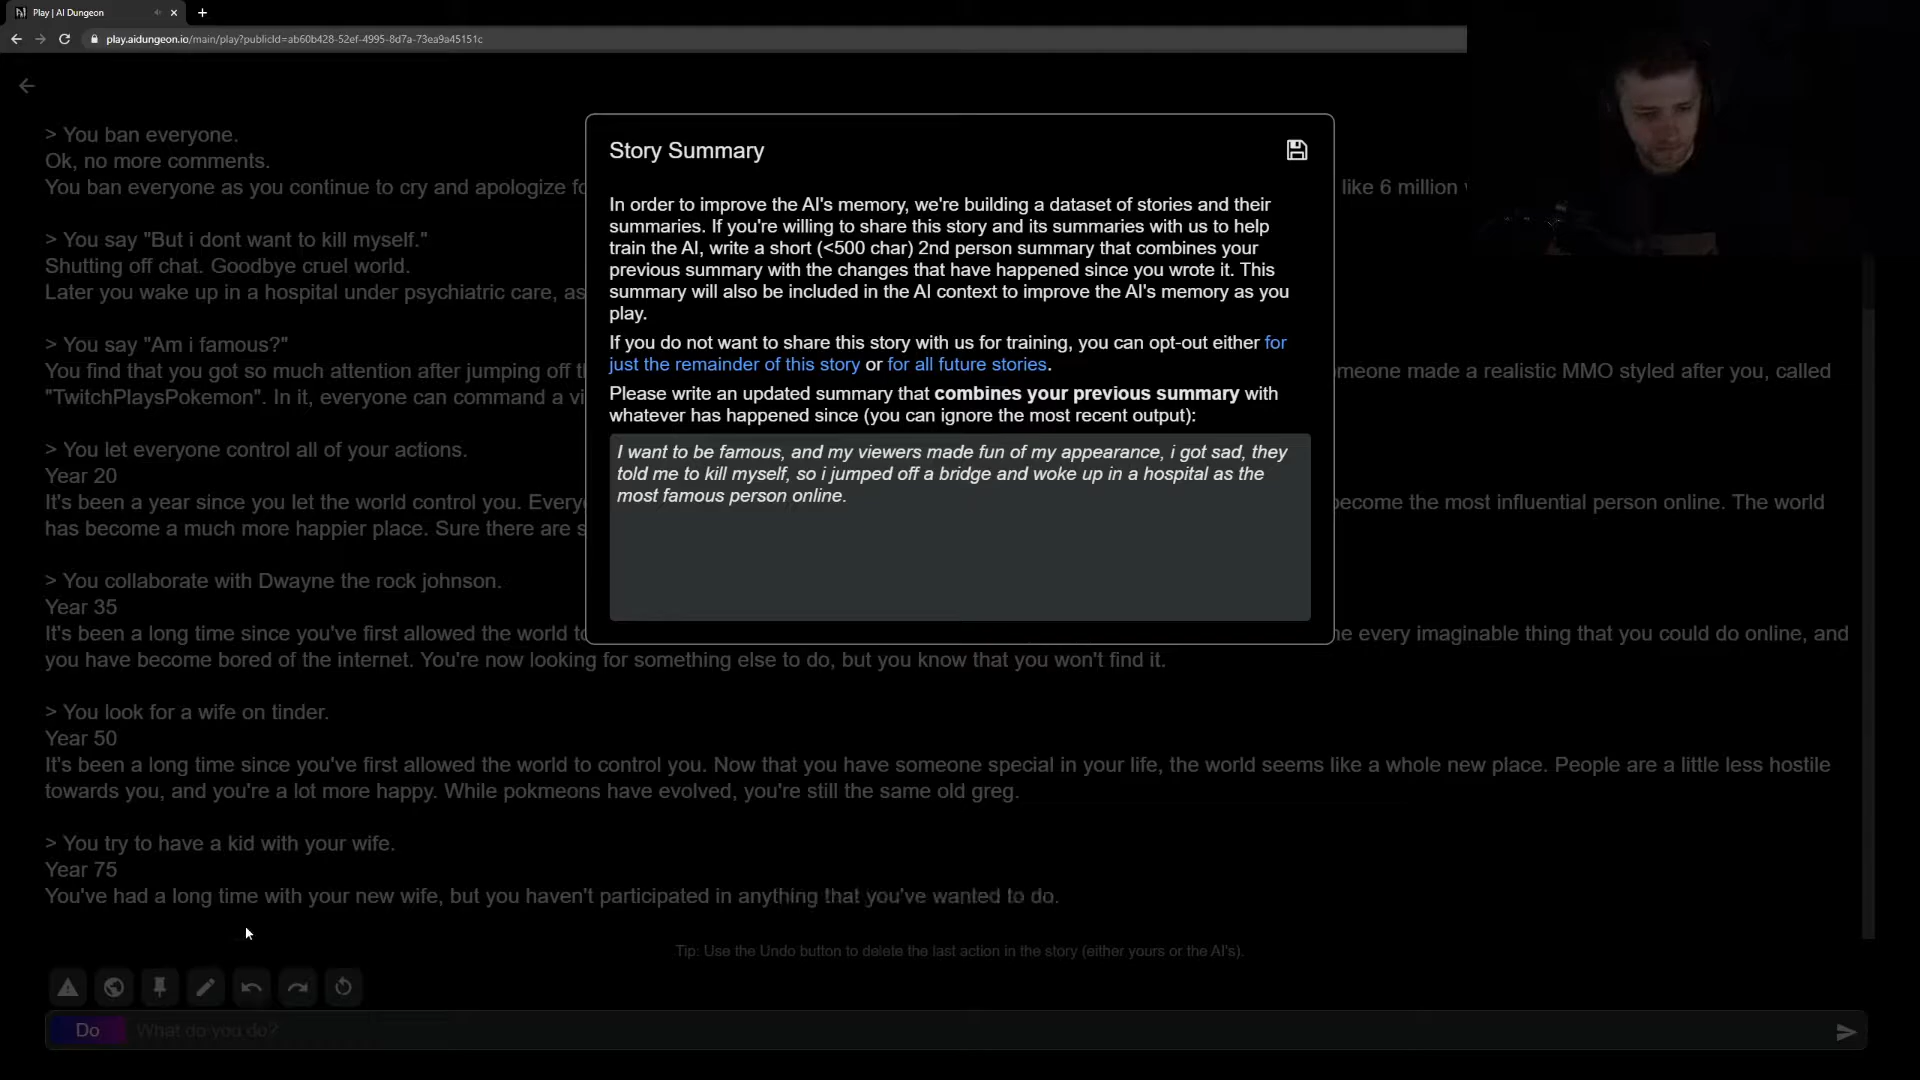 Play | AI Dungeon
play.aidungeon.io/main/play?publicId=ab60b428-52ef-4995-8d7a-73ea9a45151c
> You ban everyone.
Ok, no more comments.
You ban everyone as you continue to cry and apologize fo
like 6 million
> You say "But i dont want to kill myself."
Shutting off chat. Goodbye cruel world.
Later you wake up in a hospital under psychiatric care, as
> You say "Am i famous?"
You find that you got so much attention after jumping off
meone made a realistic MMO styled after you, called
"TwitchPlaysPokemon". In it, everyone can command a vi
> You let everyone control all of your actions.
Year 20
It's been a year since you let the world control you. Every
ecome the most influential person online. The world
has become a much more happier place. Sure there are s
> You collaborate with Dwayne the rock johnson.
Year 35
It's been a long time since you've first allowed the world to
e every imaginable thing that you could do online, and
you have become bored of the internet. You're now looking for something else to do, but you know that you won't find it.
> You look for a wife on tinder.
Year 50
It's been a long time since you've first allowed the world to control you. Now that you have someone special in your life, the world seems like a whole new place. People are a little less hostile
towards you, and you're a lot more happy. While pokmeons have evolved, you're still the same old greg.
> You try to have a kid with your wife.
Year 75
You've had a long time with your new wife, but you haven't participated in anything that you've wanted to do.
Story Summary
In order to improve the AI's memory, we're building a dataset of stories and their
summaries. If you're willing to share this story and its summaries with us to help
train the AI, write a short (<500 char) 2nd person summary that combines your
previous summary with the changes that have happened since you wrote it. This
summary will also be included in the AI context to improve the AI's memory as you
play.
If you do not want to share this story with us for training, you can opt-out either for
just the remainder of this story or for all future stories.
Please write an updated summary that combines your previous summary with
whatever has happened since (you can ignore the most recent output):
I want to be famous, and my viewers made fun of my appearance, i got sad, they
told me to kill myself, so i jumped off a bridge and woke up in a hospital as the
most famous person online.
Tip: Use the Undo button to delete the last action in the story (either yours or the AI's).
Do
What do you do?